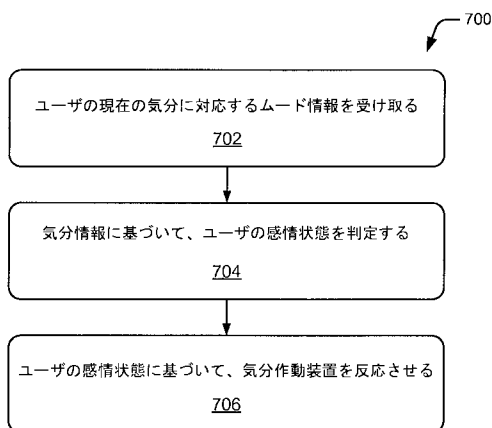 700
ユーザの現在の気分に対応するムード情報を受け取る
702
気分情報に基づいて、ユーザの感情状態を判定する
704
ユーザの感情状態に基づいて、気分作動装置を反応させる
706